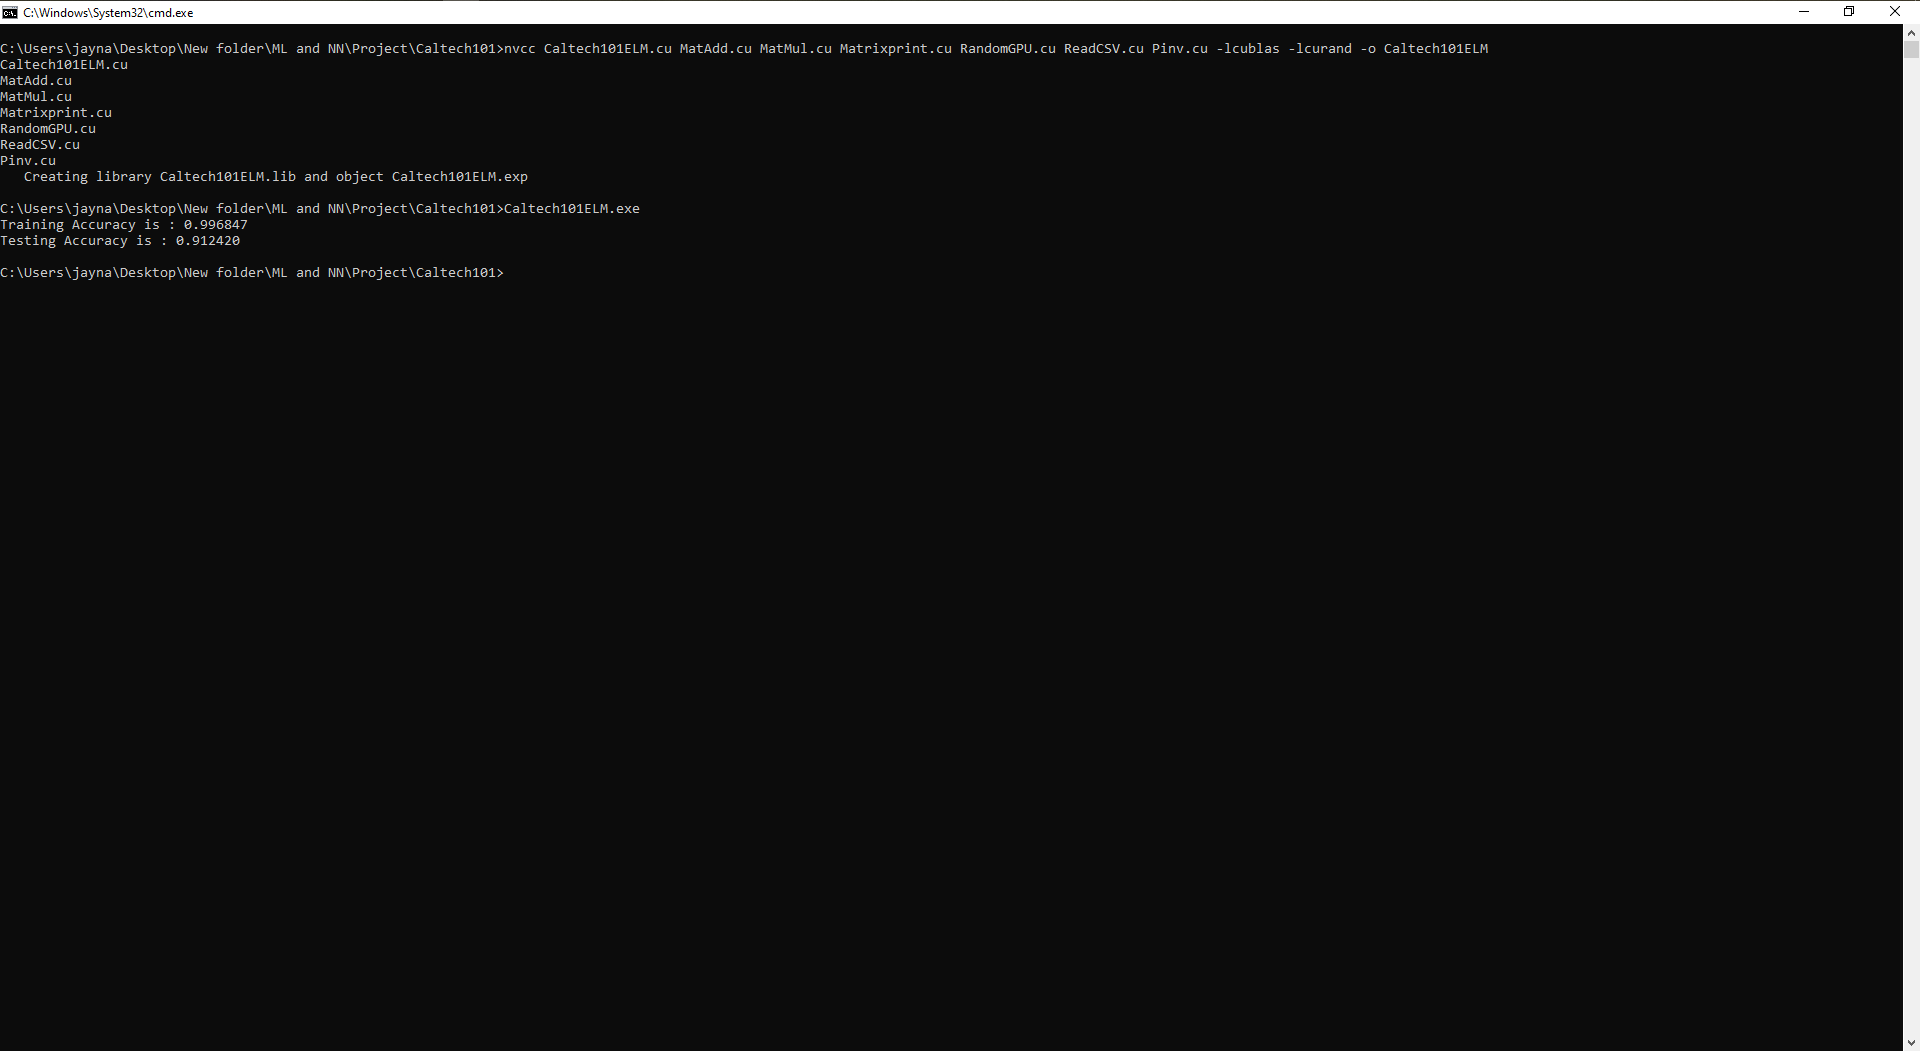 C:\Windows\System32\cmd.exe
C:\Users\jayna\Desktop\New folder\ML and NN\Project\Caltech101>nvcc Caltech101ELM.cu MatAdd.cu MatMul.cu Matrixprint.cu RandomGPU.cu ReadCSV.cu Pinv.cu -lcublas -lcurand -o Caltech101ELM
Caltech101ELM.cu
MatAdd.cu
MatMul.cu
Matrixprint.cu
RandomGPU.cu
ReadCSV.cu
Pinv.cu
   Creating library Caltech101ELM.lib and object Caltech101ELM.exp
C:\Users\jayna\Desktop\New folder\ML and NN\Project\Caltech101>Caltech101ELM.exe
Training Accuracy is : 0.996847
Testing Accuracy is : 0.912420
C:\Users\jayna\Desktop\New folder\ML and NN\Project\Caltech101>